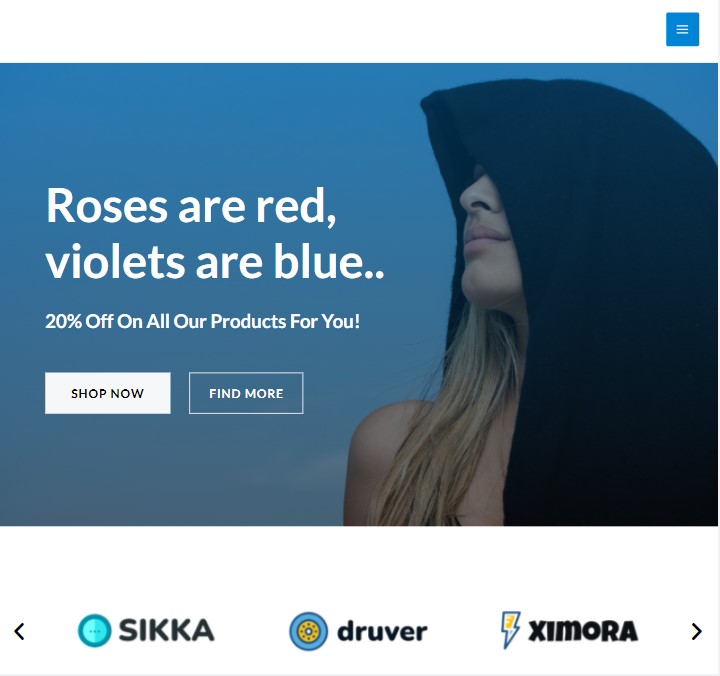 Roses are red,
violets are blue..
20% Off On All Our Products For You!
SHOP NOW
FIND MORE
SIKKA
druver
XIMORA